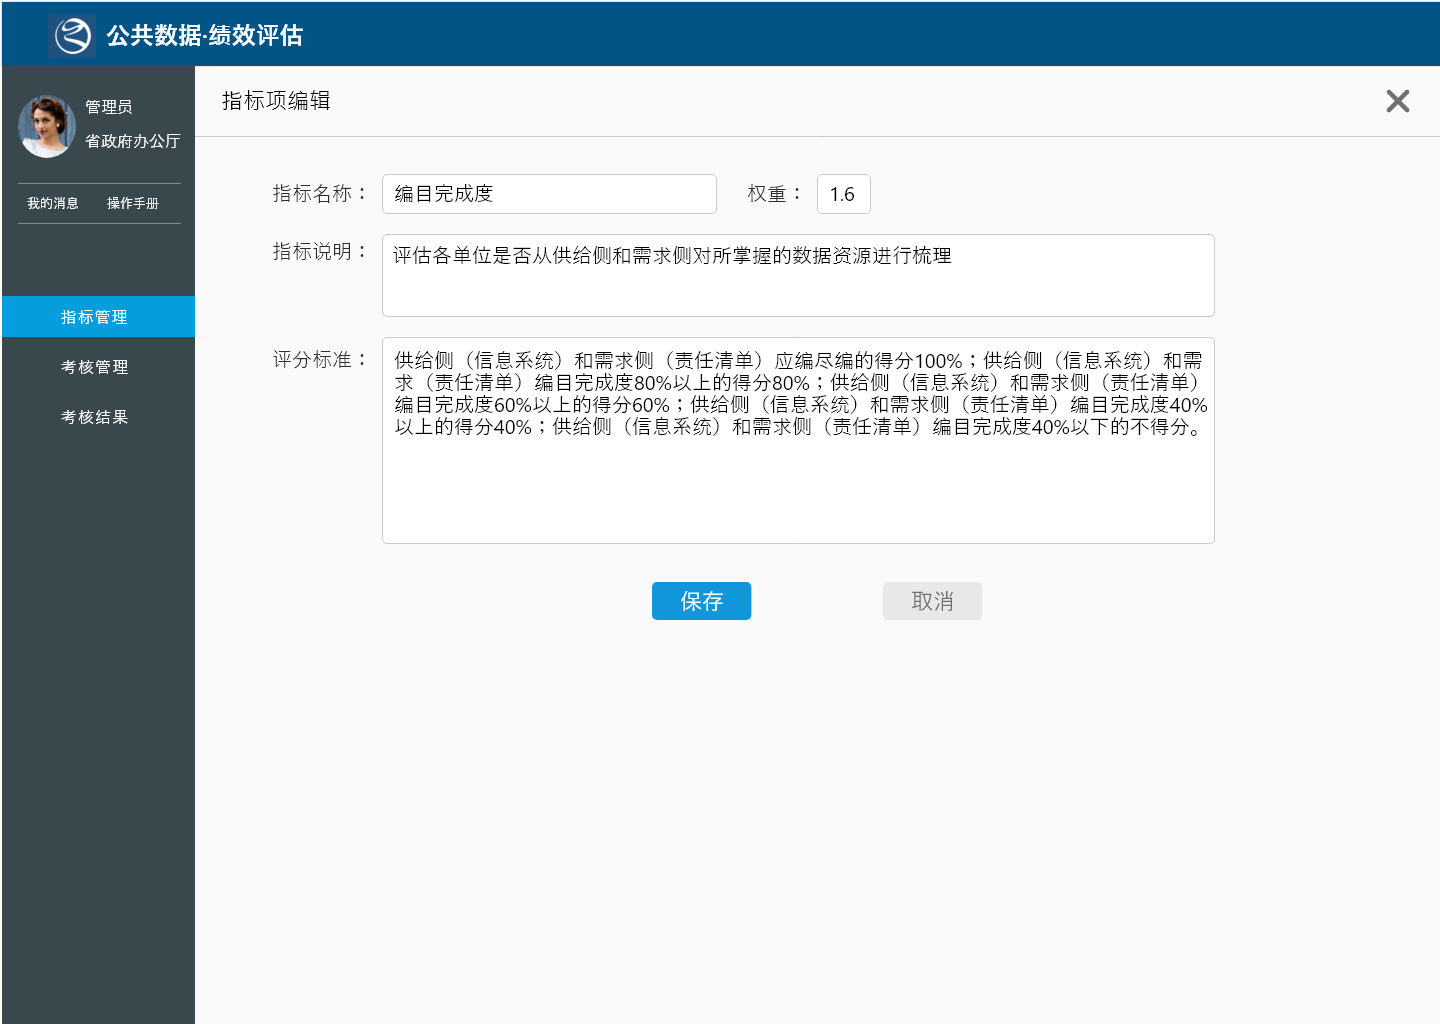 公共数据·绩效评估
管理员
省政府办公厅
我的消息 操作手册
指标管理
考核管理
考核结果
指标项编辑
指标名称： 编目完成度 权重： 1.6
指标说明： 评估各单位是否从供给侧和需求侧对所掌握的数据资源进行梳理
评分标准： 供给侧（信息系统）和需求侧（责任清单）应编尽编的得分100%；供给侧（信息系统）和需
求（责任清单）编目完成度80%以上的得分80%；供给侧（信息系统）和需求侧（责任清单）
编目完成度60%以上的得分60%；供给侧（信息系统）和需求侧（责任清单）编目完成度40%
以上的得分40%；供给侧（信息系统）和需求侧（责任清单）编目完成度40%以下的不得分。
保存 取消